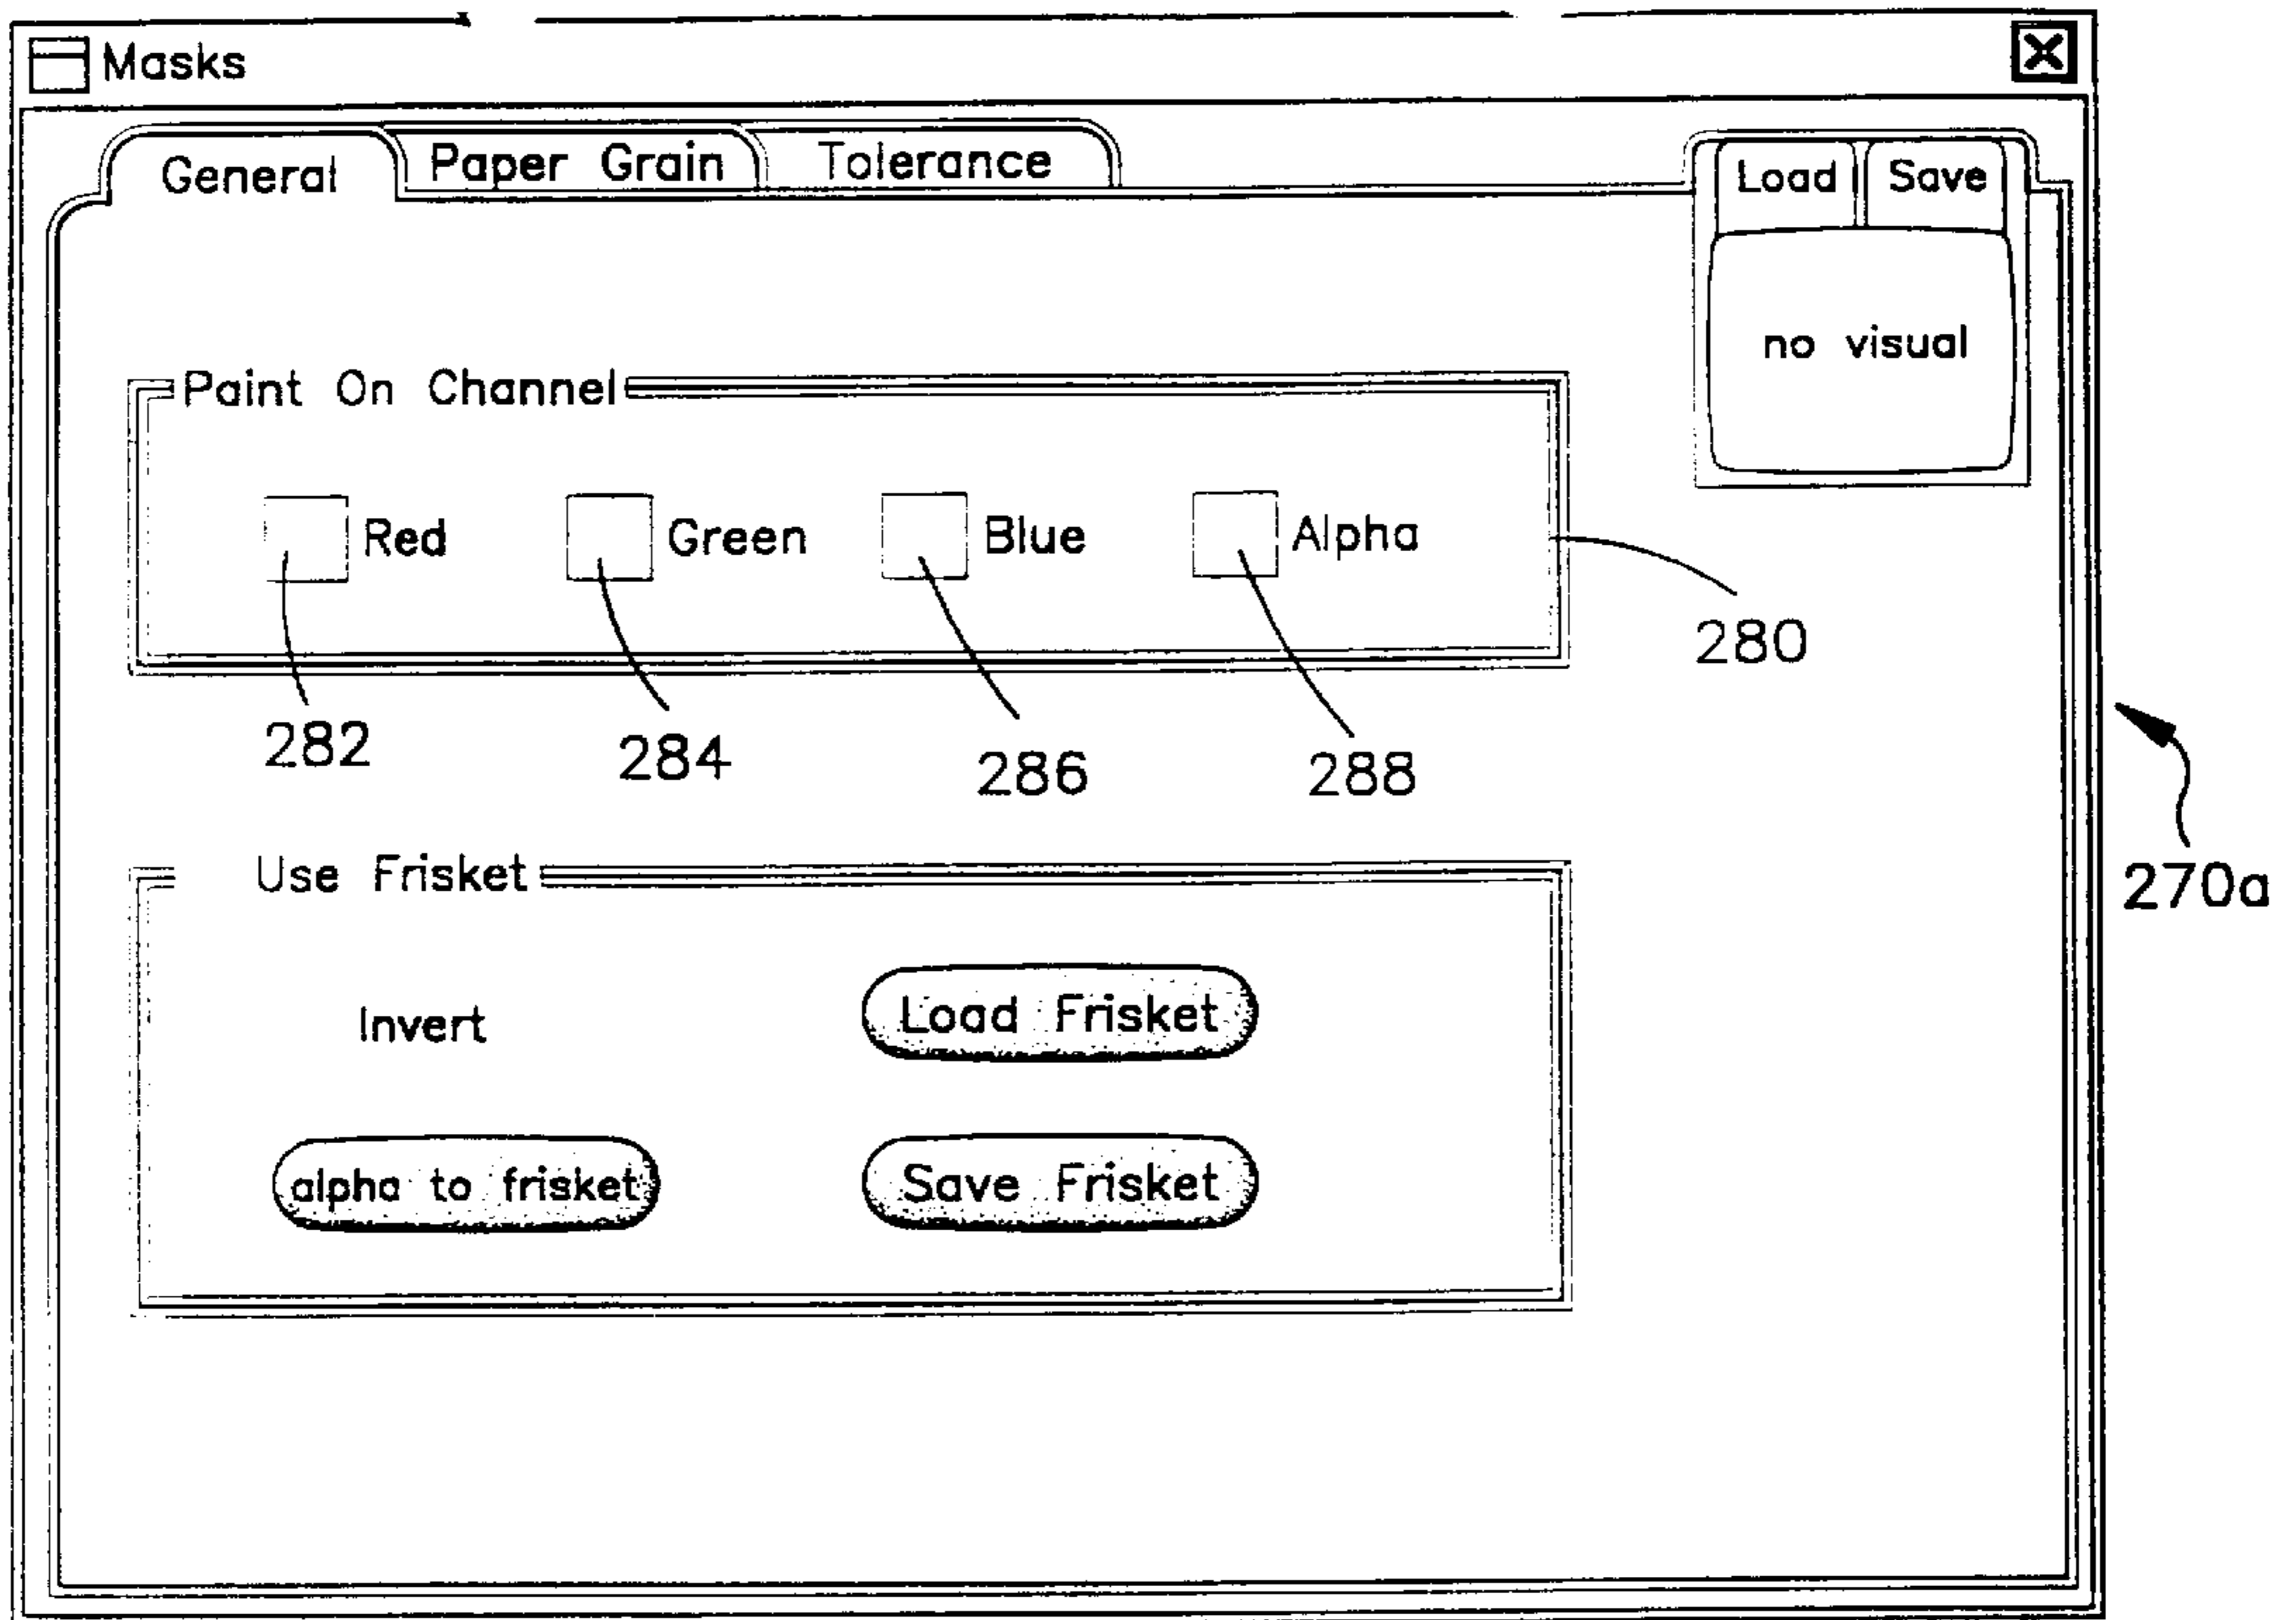 Masks
General Paper Grain Tolerance Load Save
no visual
Paint On Channel
Red Green Blue Alpha
280
282 284 286 288
270a
Use Frisket
Invert Load Frisket
alpha to frisket Save Frisket